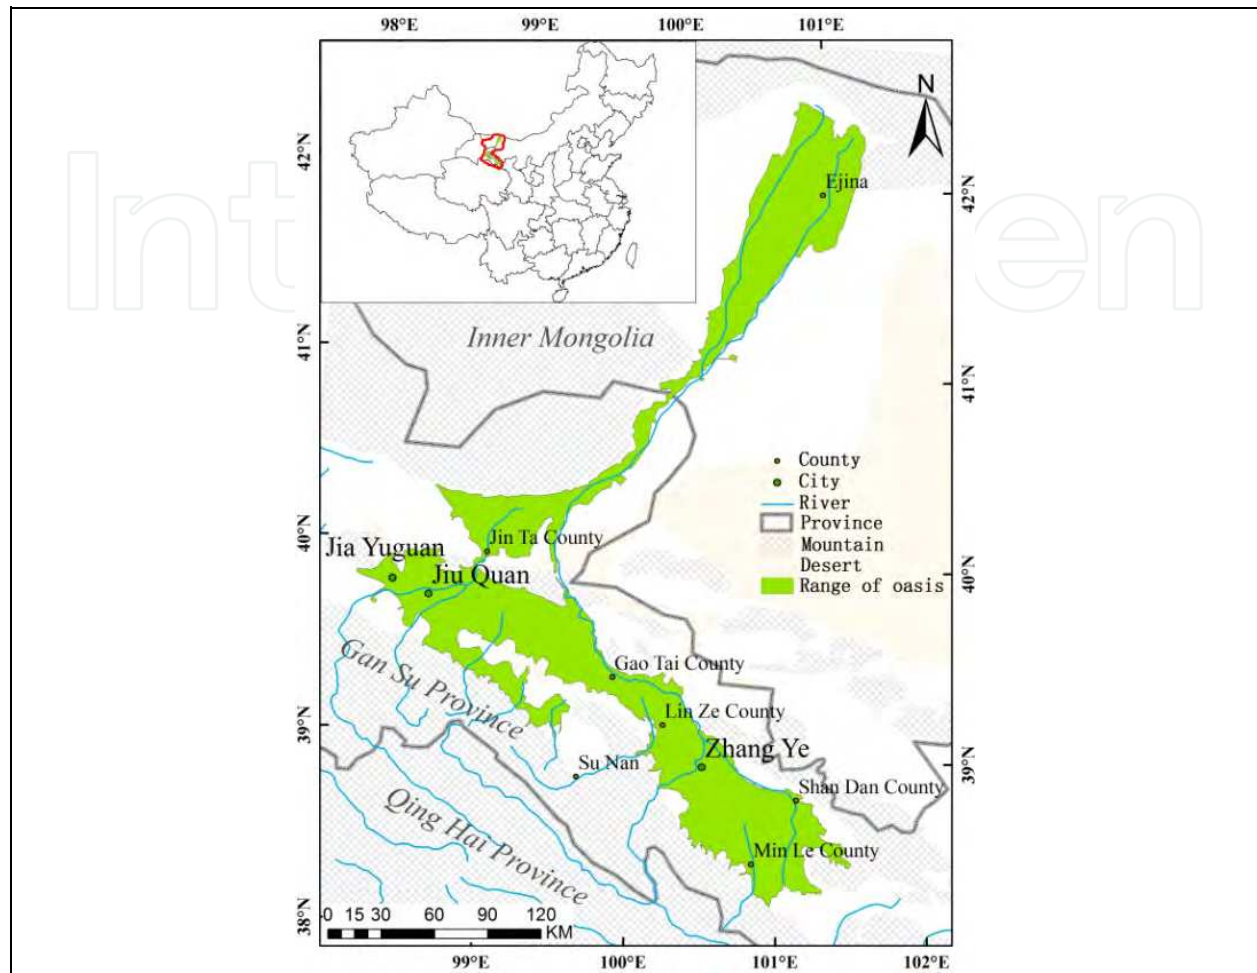 98°E 99°E 100°E 101°E
N
42°N
42°N
Ejina
Inner Mongolia
41°N
41°N
County
City
River
Province
Mountain
Desert
Range of oasis
40°N
40°N
Jin Ta County
Jia Yuguan
Jiu Quan
Gan Su Province
Gao Tai County
Lin Ze County
39°N
39°N
Zhang Ye
Su Nan
Shan Dan County
Qing Hai Province
Min Le County
38°N
0 15 30 60 90 120
KM
99°E 100°E 101°E 102°E
Int
en